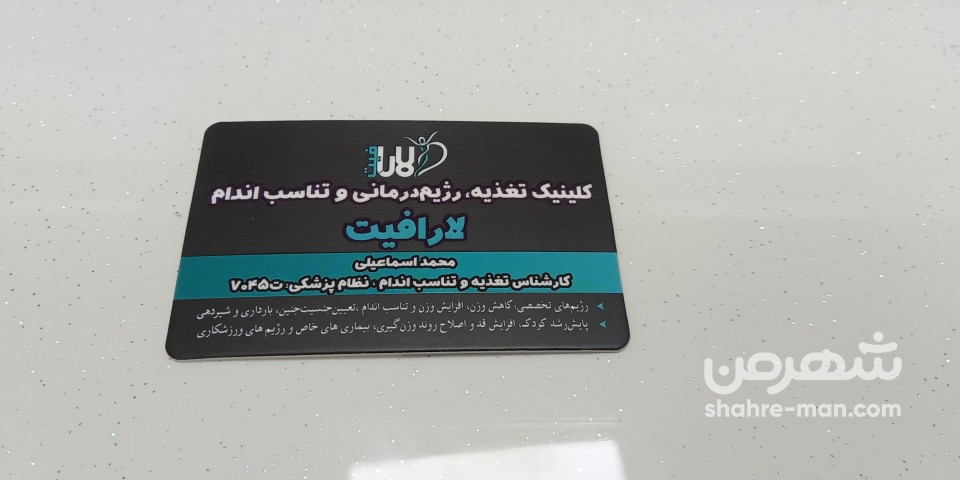 لارا فیت
کلینیک تغذیه، رژیم‌درمانی و تناسب اندام
لارافیت
محمد اسماعیلی
کارشناس تغذیه و تناسب اندام ، نظام پزشکی: ت۷۰۴۵
رژیم‌های تخصصی: کاهش وزن، افزایش وزن و تناسب اندام ،تعیین‌جنسیت‌جنین، بارداری و شیردهی
پایش‌رشد کودک، افزایش قد و اصلاح روند وزن‌گیری، بیماری های خاص و رژیم های ورزشکاری
شهرمن
shahre-man.com